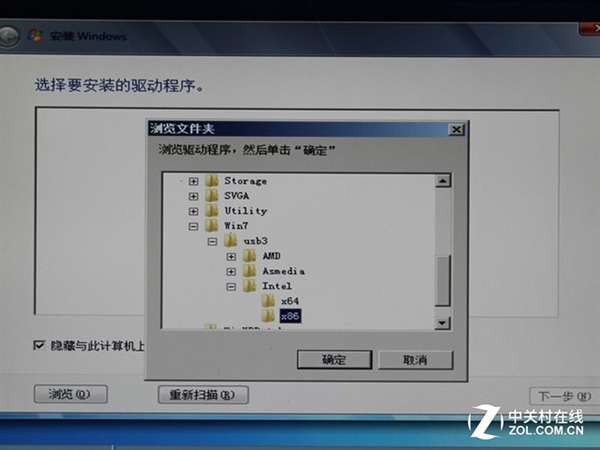 安装 Windows
选择要安装的驱动程序。
浏览文件夹
浏览驱动程序，然后单击“确定”
Storage
SVGA
Utility
Win7
usb3
AMD
Asmedia
Intel
x64
x86
隐藏与此计算机上
确定
取消
浏览(O)
重新扫描(R)
下一步(N)
中关村在线
ZOL.COM.CN